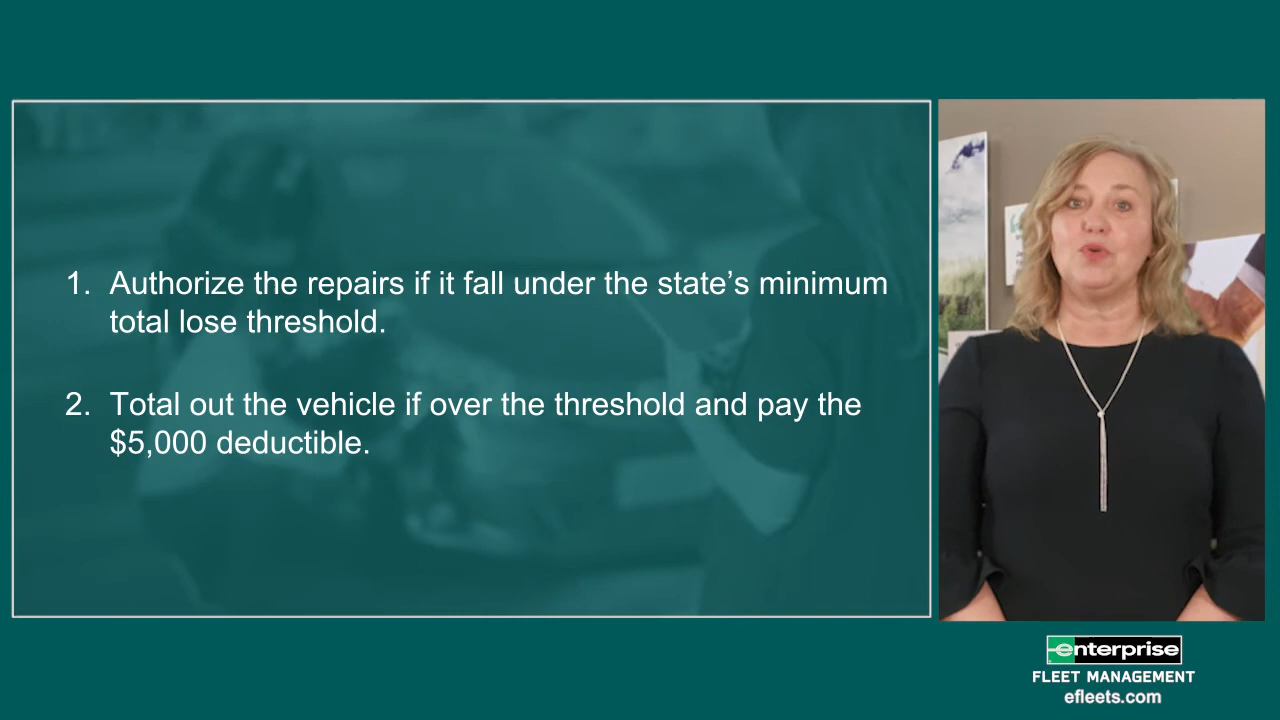 1. Authorize the repairs if it fall under the state’s minimum
total lose threshold.
2. Total out the vehicle if over the threshold and pay the
$5,000 deductible.
enterprise
FLEET MANAGEMENT
efleets.com